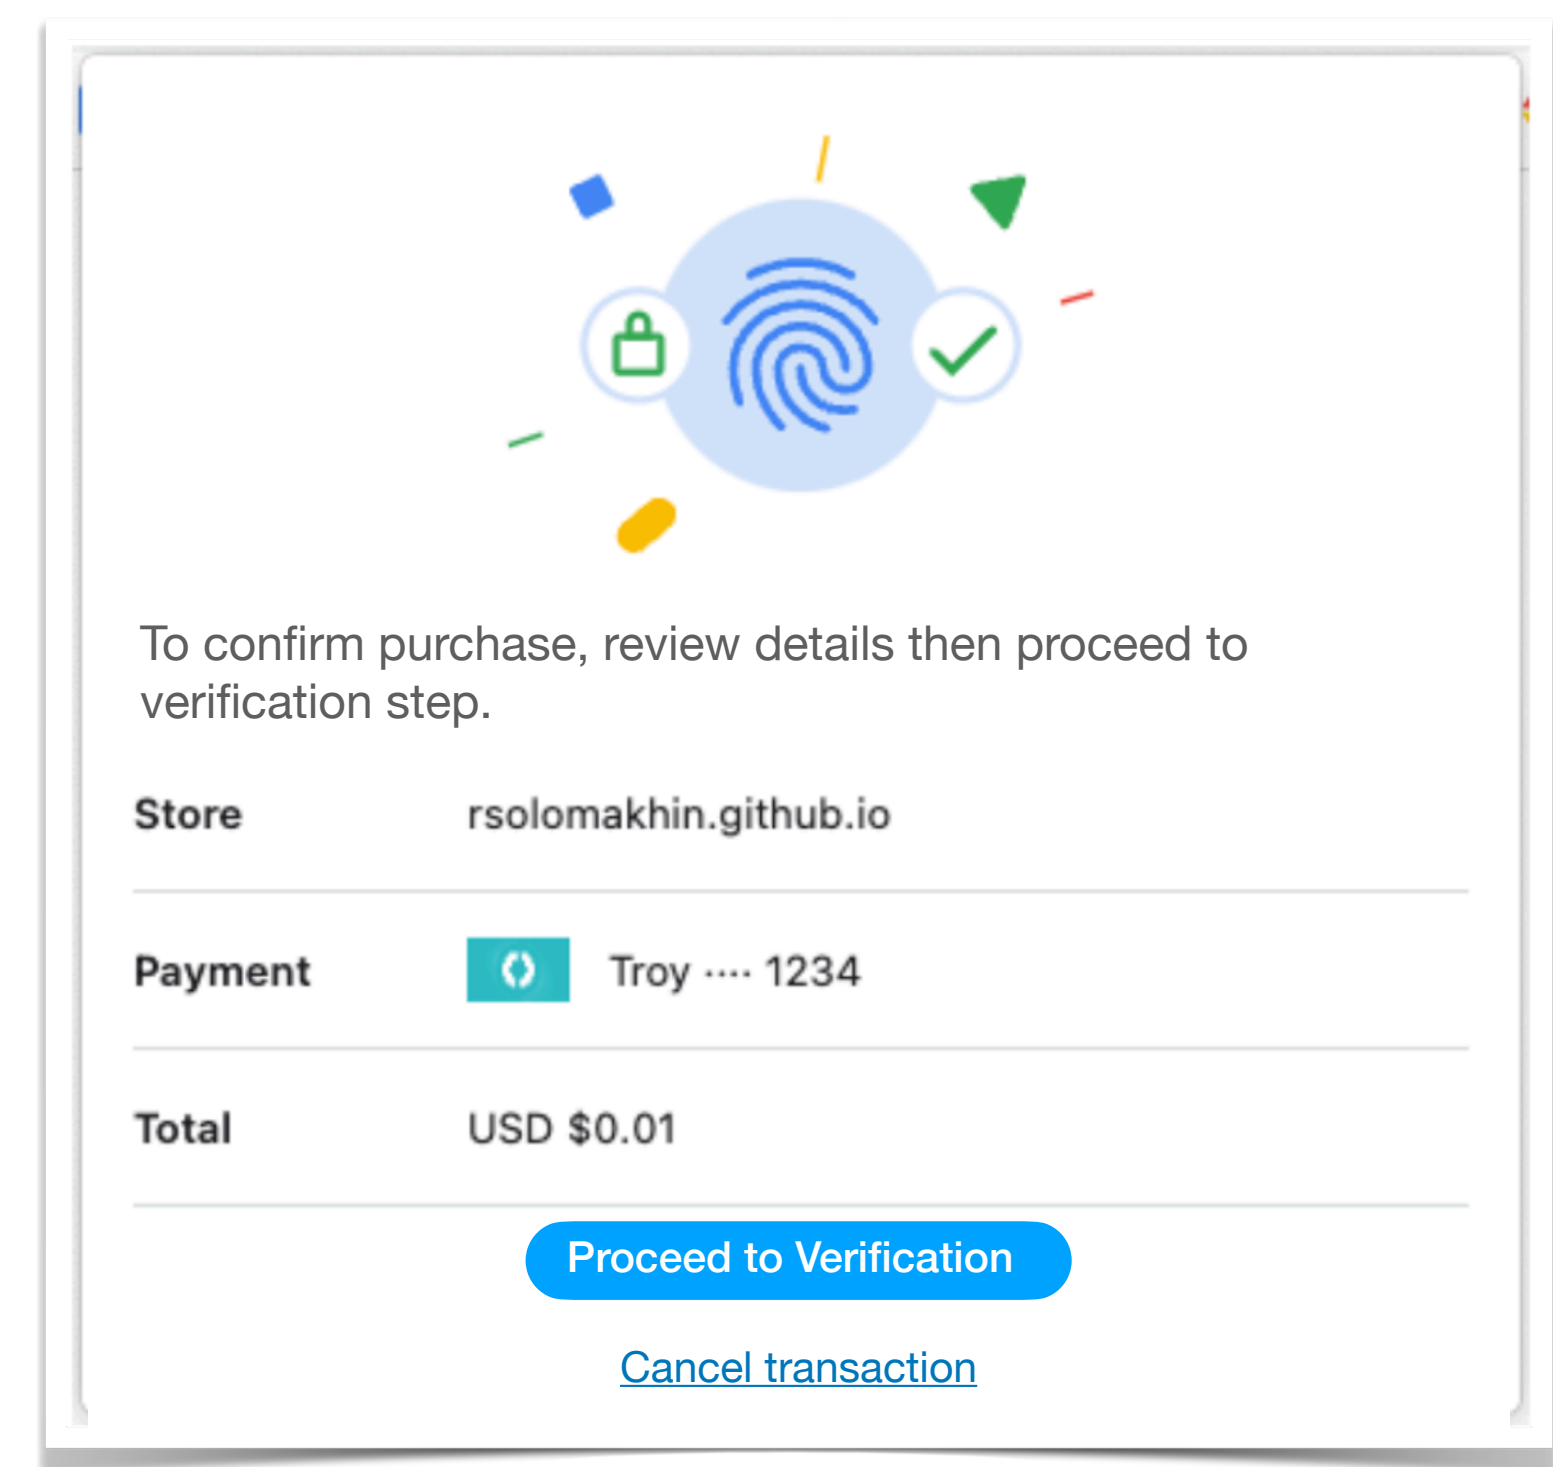 To confirm purchase, review details then proceed to
verification step.
Store rsolomakhin.github.io
Payment Troy ···· 1234
Total USD $0.01
Proceed to Verification
Cancel transaction